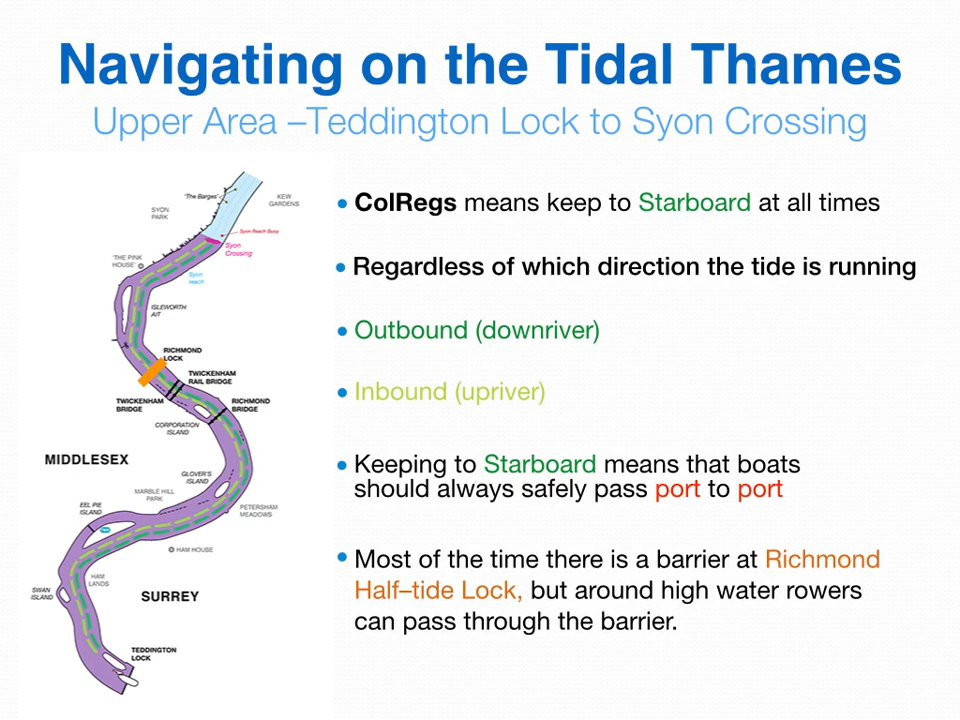 Navigating on the Tidal Thames
Upper Area –Teddington Lock to Syon Crossing
'The Barges'
KEW
GARDENS
SYON
PARK
Syon Reach Buoy
Syon
Crossing
'THE PINK
HOUSE'
Syon
reach
ISLEWORTH
AIT
RICHMOND
LOCK
TWICKENHAM
RAIL BRIDGE
TWICKENHAM
BRIDGE
RICHMOND
BRIDGE
CORPORATION
ISLAND
MIDDLESEX
GLOVER'S
ISLAND
MARBLE HILL
PARK
EEL PIE
ISLAND
PETERSHAM
MEADOWS
HAM HOUSE
HAM
LANDS
SWAN
ISLAND
SURREY
TEDDINGTON
LOCK
• ColRegs means keep to Starboard at all times
• Regardless of which direction the tide is running
• Outbound (downriver)
• Inbound (upriver)
• Keeping to Starboard means that boats
should always safely pass port to port
• Most of the time there is a barrier at Richmond
Half–tide Lock, but around high water rowers
can pass through the barrier.